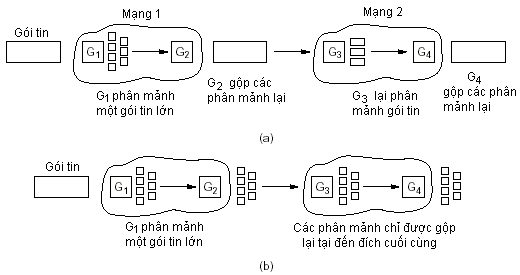 Mạng 1
Mạng 2
Gói tin
G1
G2
G3
G4
G1 phân mảnh
một gói tin lớn
G2 gộp các
phân mảnh lại
G3 lại phân
mảnh gói tin
G4
gộp các phân
mảnh lại
(a)
Gói tin
G1
G2
G3
G4
G1 phân mảnh
một gói tin lớn
Các phân mảnh chỉ được gộp
lại tại đến đích cuối cùng
(b)